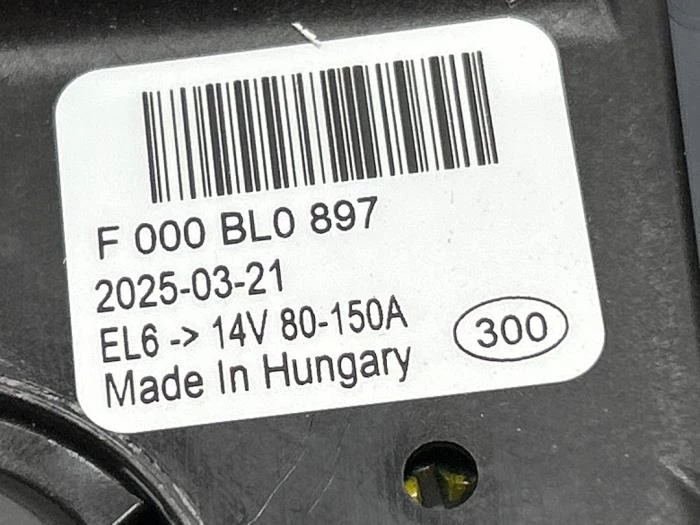 F 000 BL0 897
2025-03-21
EL6 -> 14V 80-150A
300
Made In Hungary